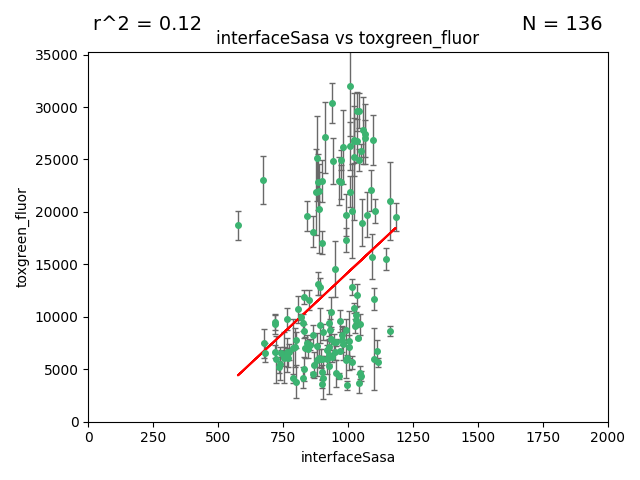 r^2 = 0.12
N = 136
interfaceSasa vs toxgreen_fluor
35000
30000
25000
20000
15000
10000
5000
0
toxgreen_fluor
0 250 500 750 1000 1250 1500 1750 2000
interfaceSasa